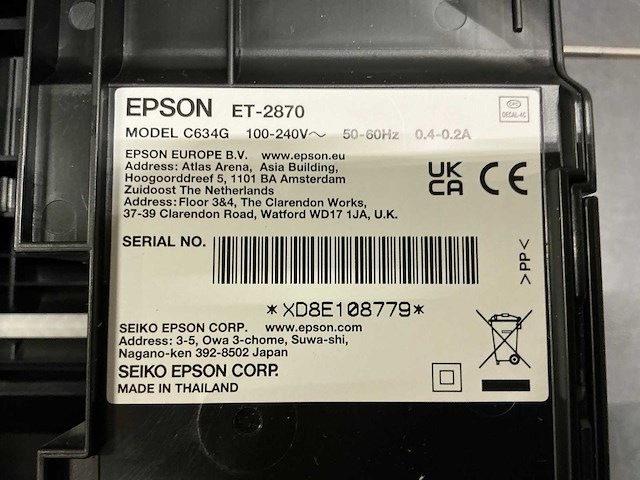 EPSON ET-2870
MODEL C634G 100-240V～ 50-60Hz 0.4-0.2A
DECAL-4C
EPSON EUROPE B.V. www.epson.eu
Address: Atlas Arena, Asia Building,
Hoogoorddreef 5, 1101 BA Amsterdam
Zuidoost The Netherlands
Address: Floor 3&4, The Clarendon Works,
37-39 Clarendon Road, Watford WD17 1JA, U.K.
UK
CA CE
SERIAL NO.
>PP<
*XD8E108779*
SEIKO EPSON CORP. www.epson.com
Address: 3-5, Owa 3-chome, Suwa-shi,
Nagano-ken 392-8502 Japan
SEIKO EPSON CORP.
MADE IN THAILAND